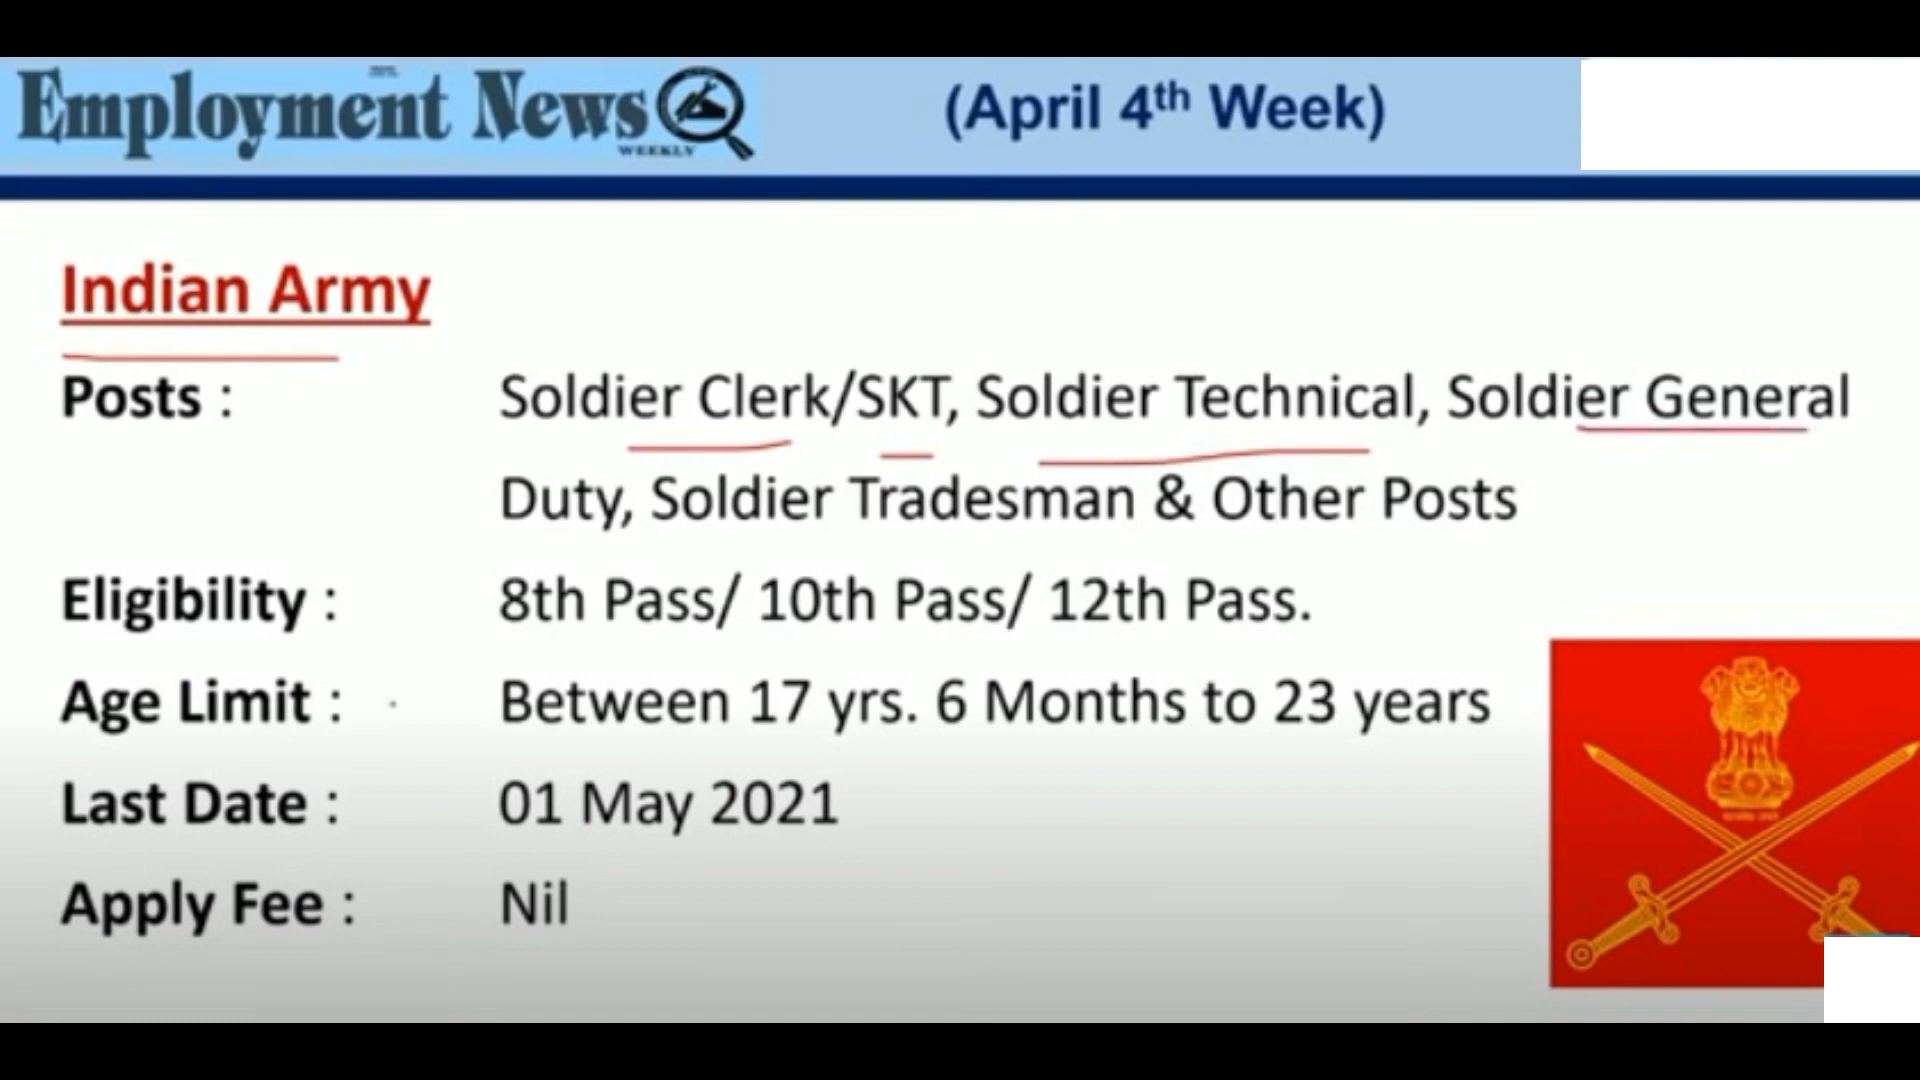 Employment News
WEEKLY
(April 4th Week)
Indian Army
Posts : Soldier Clerk/SKT, Soldier Technical, Soldier General
Duty, Soldier Tradesman & Other Posts
Eligibility : 8th Pass/ 10th Pass/ 12th Pass.
Age Limit : Between 17 yrs. 6 Months to 23 years
Last Date : 01 May 2021
Apply Fee : Nil